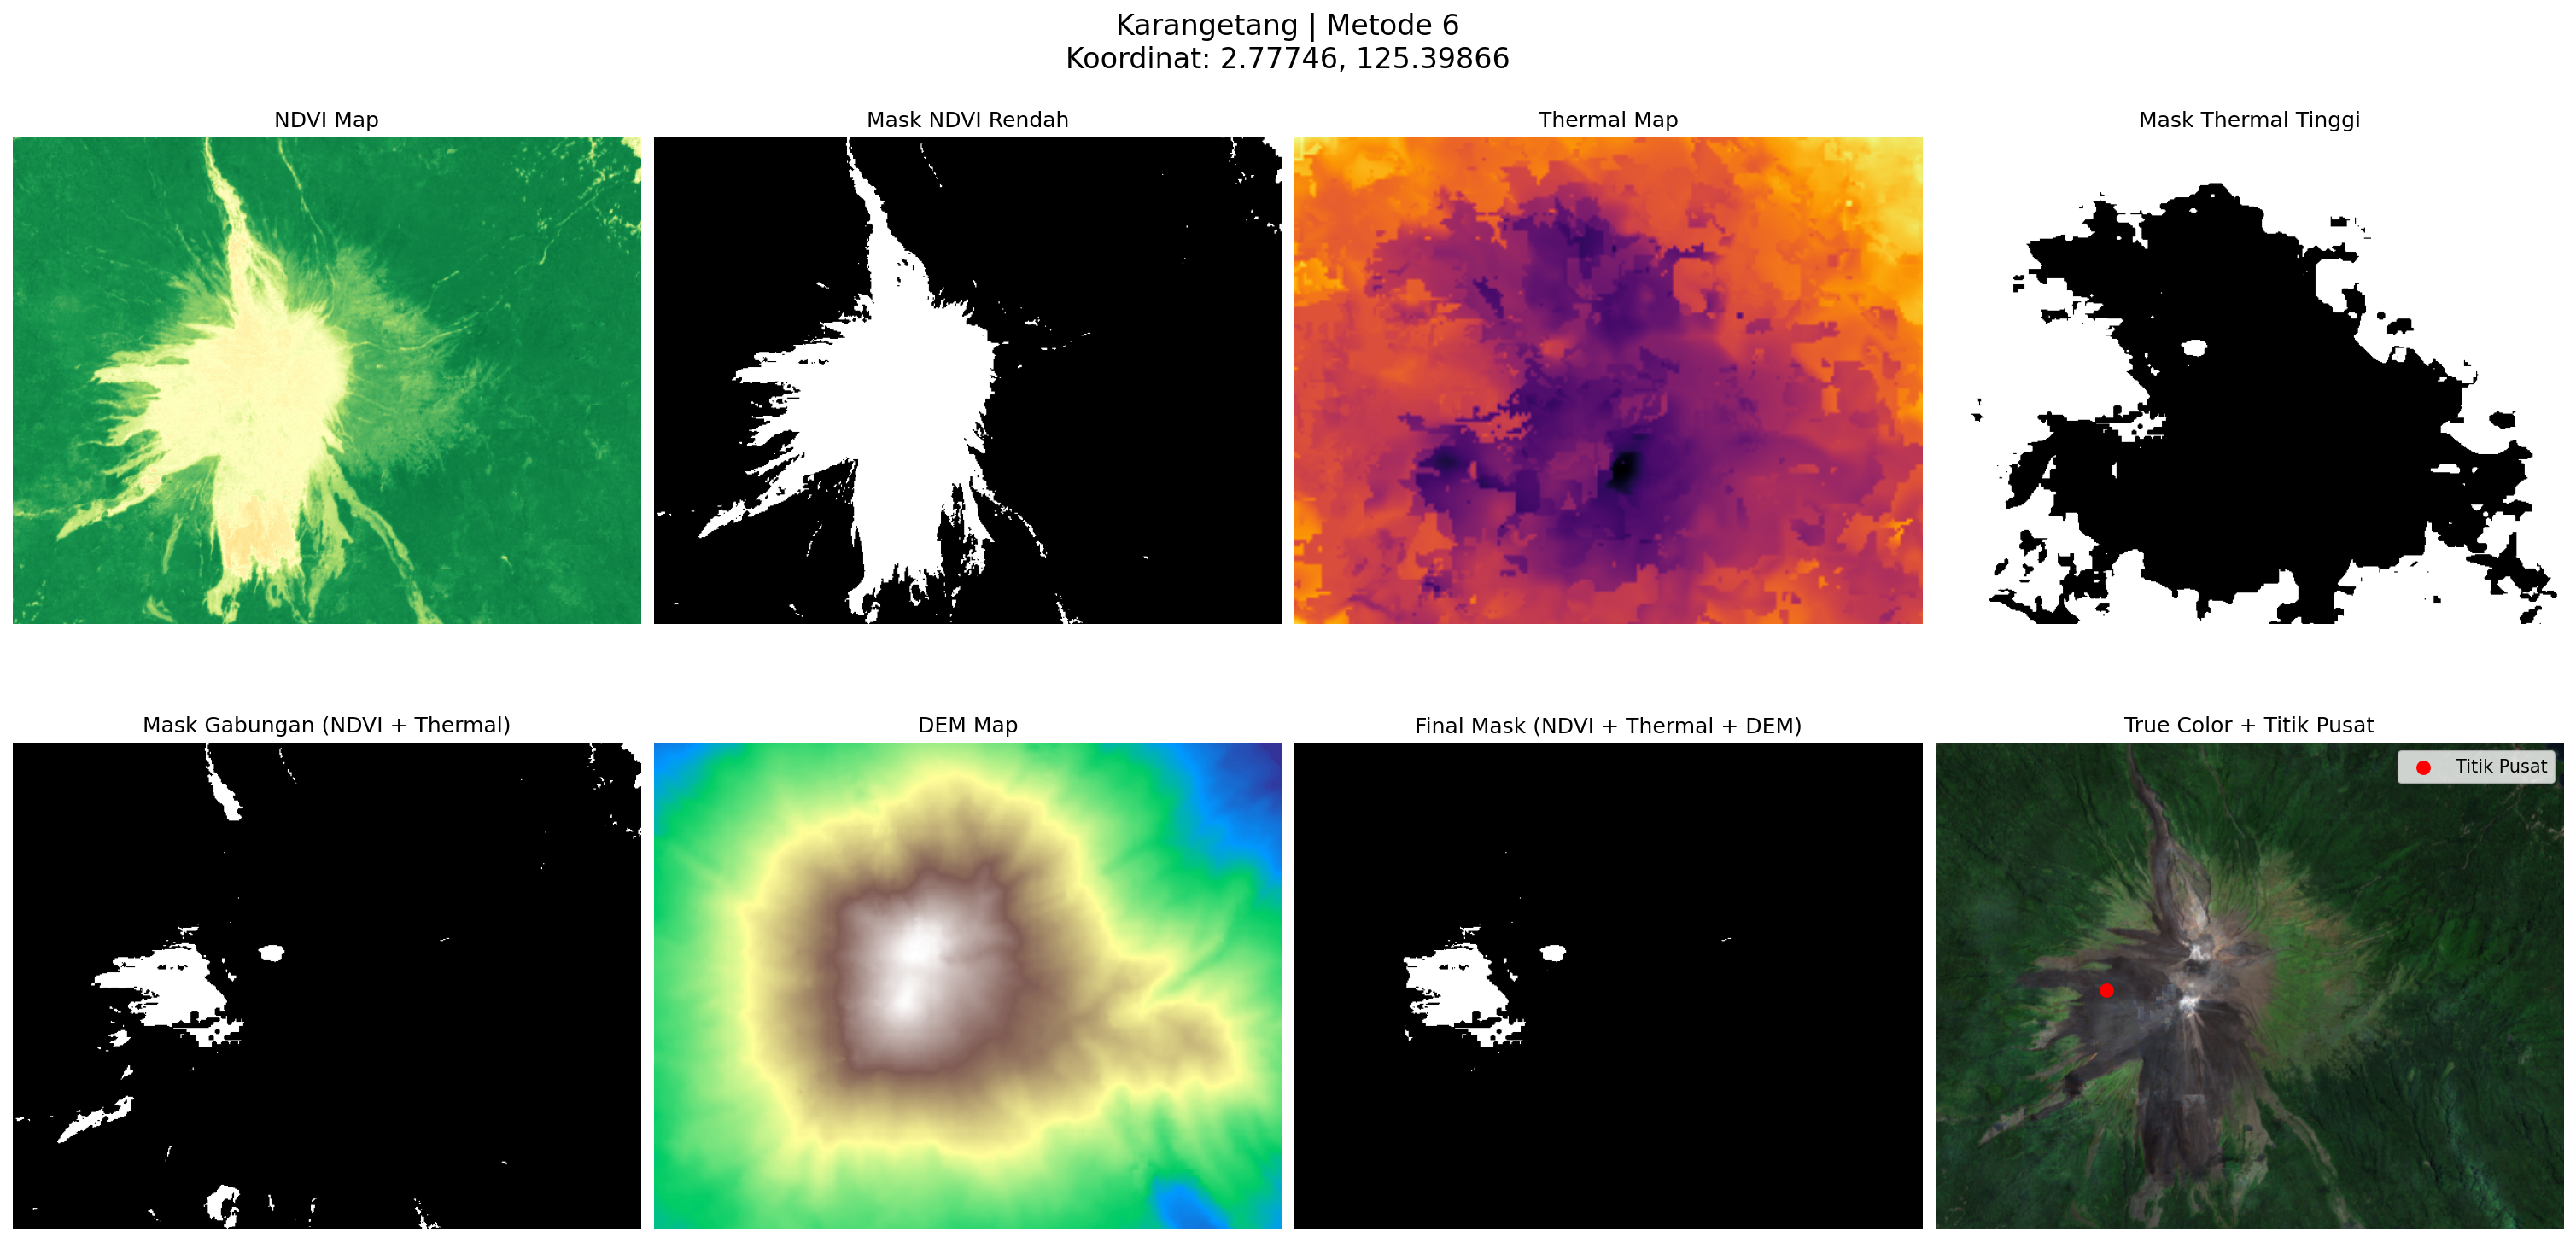 Karangetang | Metode 6
Koordinat: 2.77746, 125.39866
NDVI Map
Mask NDVI Rendah
Thermal Map
Mask Thermal Tinggi
Mask Gabungan (NDVI + Thermal)
DEM Map
Final Mask (NDVI + Thermal + DEM)
True Color + Titik Pusat
Titik Pusat